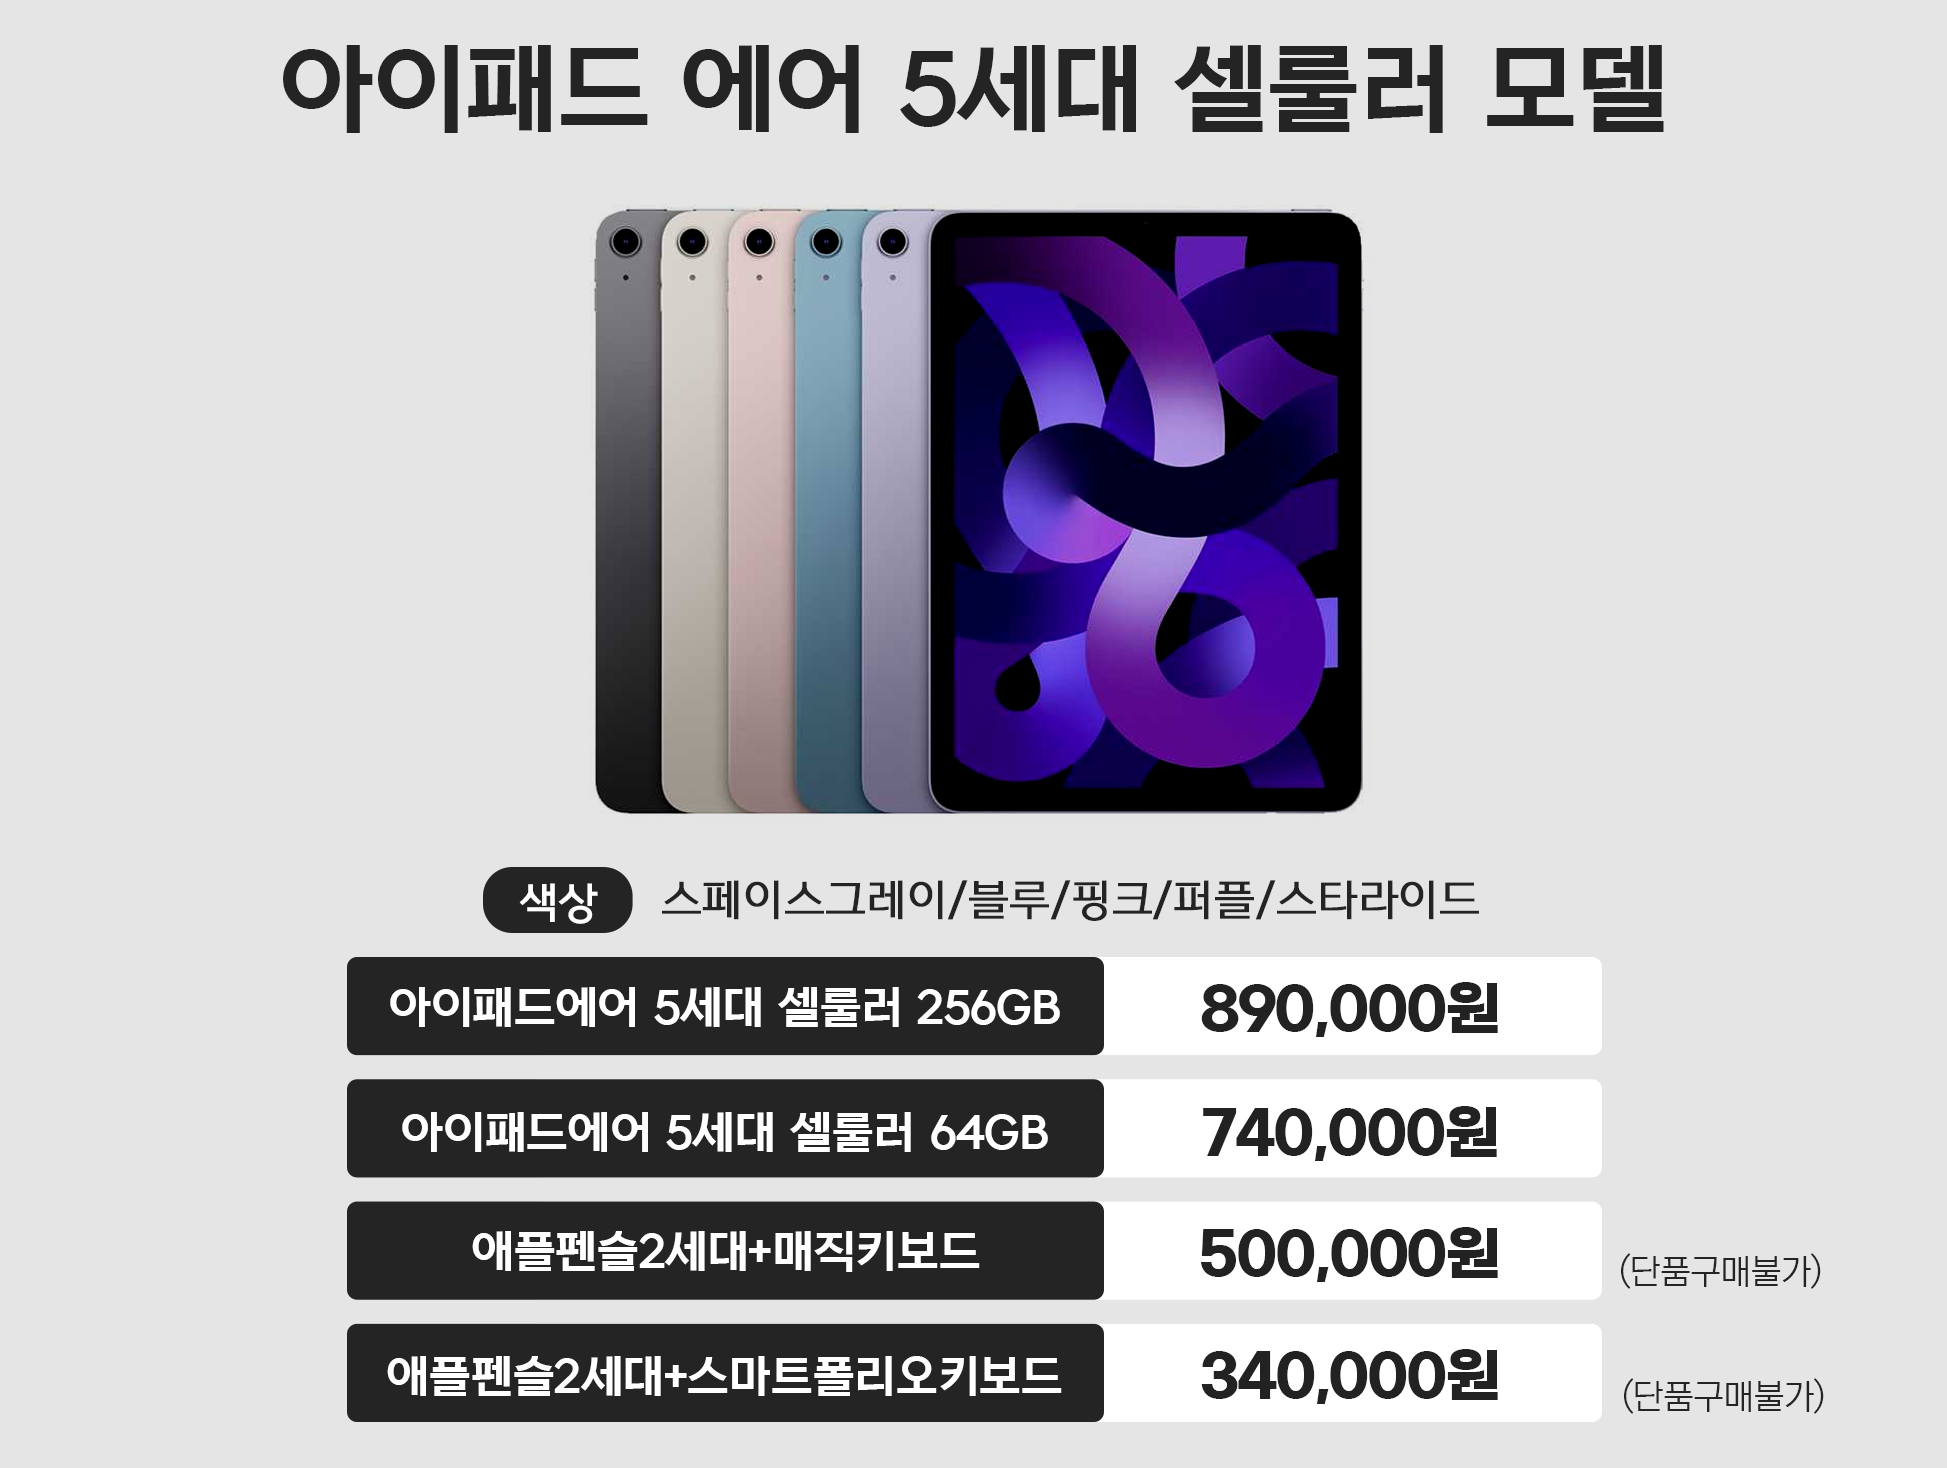 아이패드 에어 5세대 셀룰러 모델
색상 스페이스그레이/블루/핑크/퍼플/스타라이드
아이패드에어 5세대 셀룰러 256GB 890,000원
아이패드에어 5세대 셀룰러 64GB 740,000원
애플펜슬2세대+매직키보드 500,000원 (단품구매불가)
애플펜슬2세대+스마트폴리오키보드 340,000원 (단품구매불가)